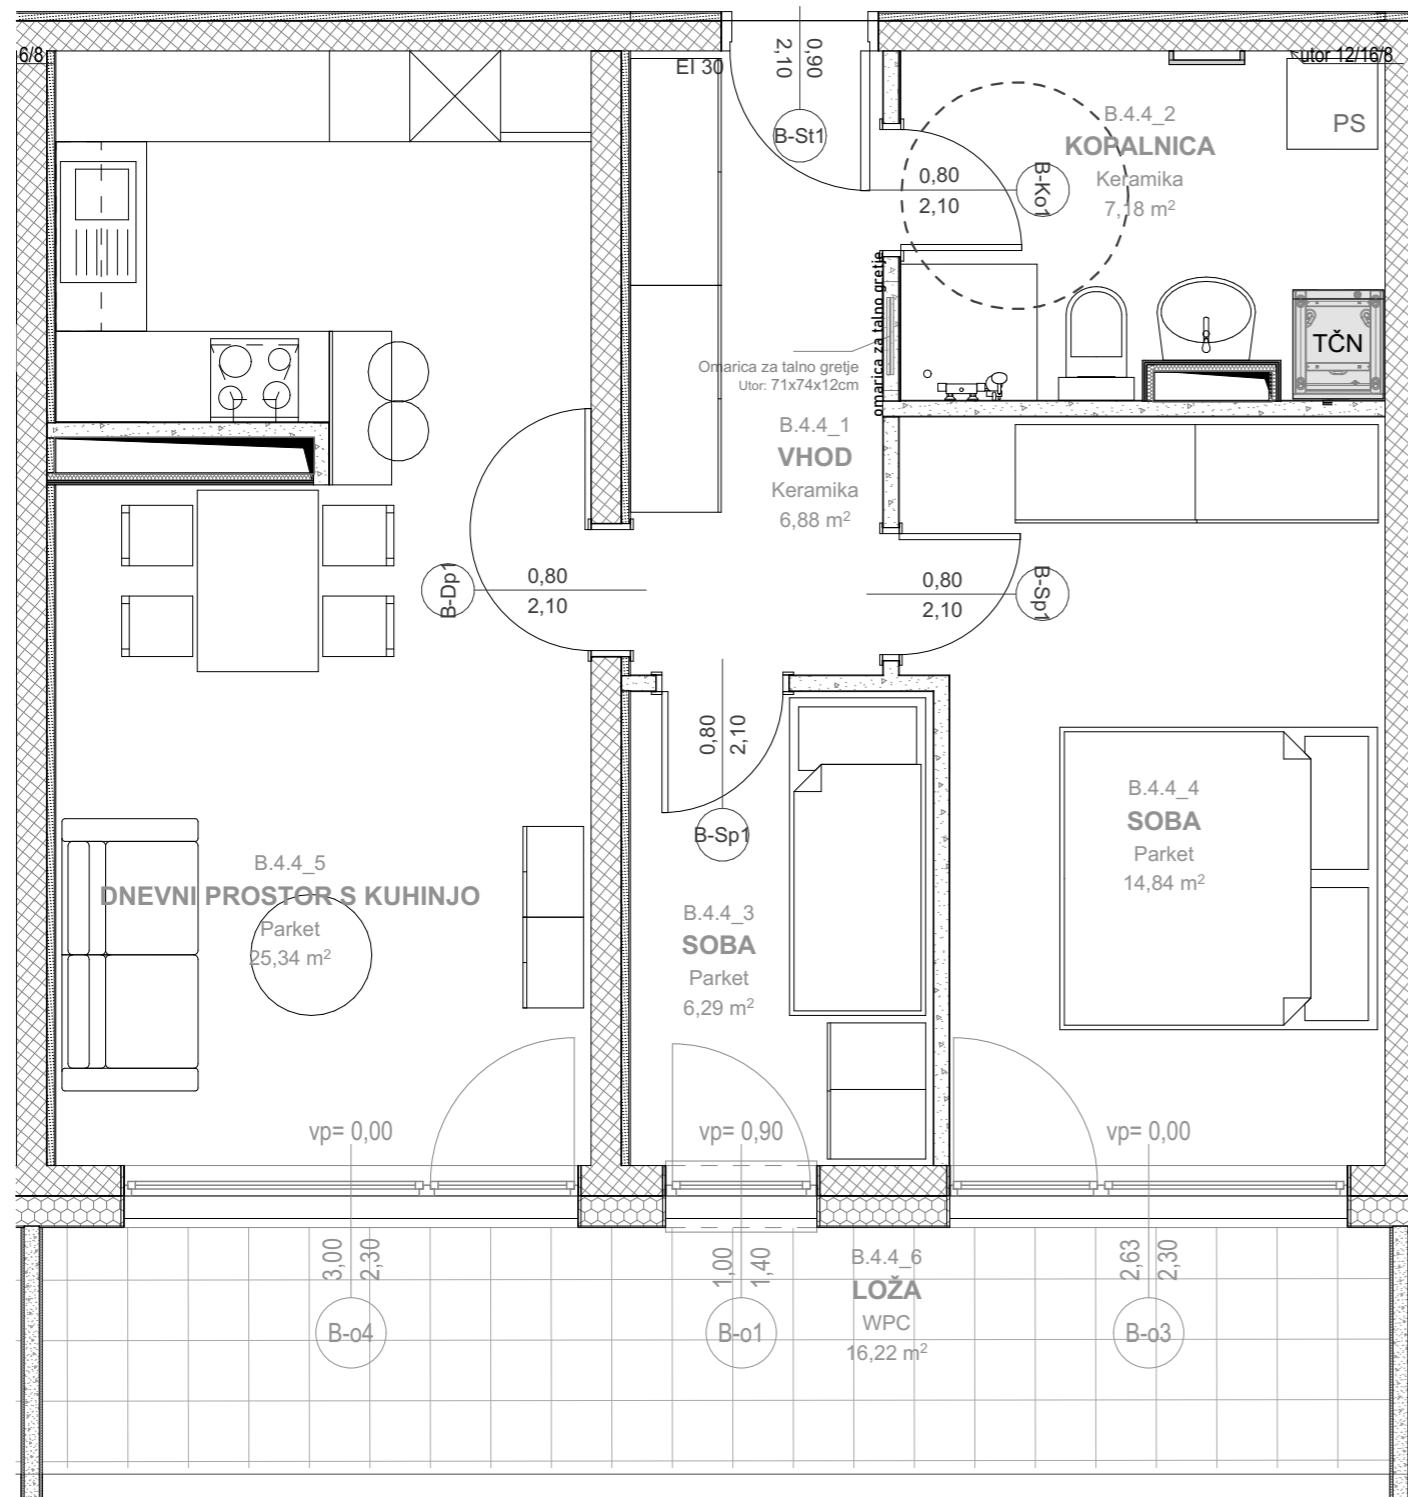 6/8
EI 30
0,90
2,10
B-St1
utor 12/16/8
PS
B.4.4_2
KOPALNICA
Keramika
7,18 m²
0,80
2,10
B-Ko1
omarica za talno gretje
Omarica za talno gretje
Utor: 71x74x12cm
TČN
B.4.4_1
VHOD
Keramika
6,88 m²
B-Dp1
0,80
2,10
0,80
2,10
B-Sp1
0,80
2,10
B-Sp1
B.4.4_4
SOBA
Parket
14,84 m²
B.4.4_5
DNEVNI PROSTOR S KUHINJO
Parket
25,34 m²
B.4.4_3
SOBA
Parket
6,29 m²
vp= 0,00
vp= 0,90
vp= 0,00
3,00
2,30
B-o4
1,00
1,40
B-o1
B.4.4_6
LOŽA
WPC
16,22 m²
2,63
2,30
B-o3